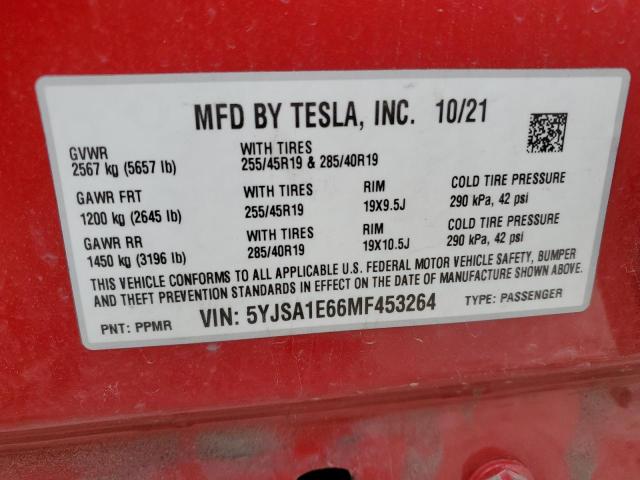 MFD BY TESLA, INC. 10/21
GVWR
2567 kg (5657 lb)
WITH TIRES
255/45R19 & 285/40R19
GAWR FRT
1200 kg (2645 lb)
WITH TIRES
255/45R19
RIM
19X9.5J
COLD TIRE PRESSURE
290 kPa, 42 psi
GAWR RR
1450 kg (3196 lb)
WITH TIRES
285/40R19
RIM
19X10.5J
COLD TIRE PRESSURE
290 kPa, 42 psi
THIS VEHICLE CONFORMS TO ALL APPLICABLE U.S. FEDERAL MOTOR VEHICLE SAFETY, BUMPER
AND THEFT PREVENTION STANDARDS IN EFFECT ON THE DATE OF MANUFACTURE SHOWN ABOVE.
PNT: PPMR VIN: 5YJSA1E66MF453264 TYPE: PASSENGER